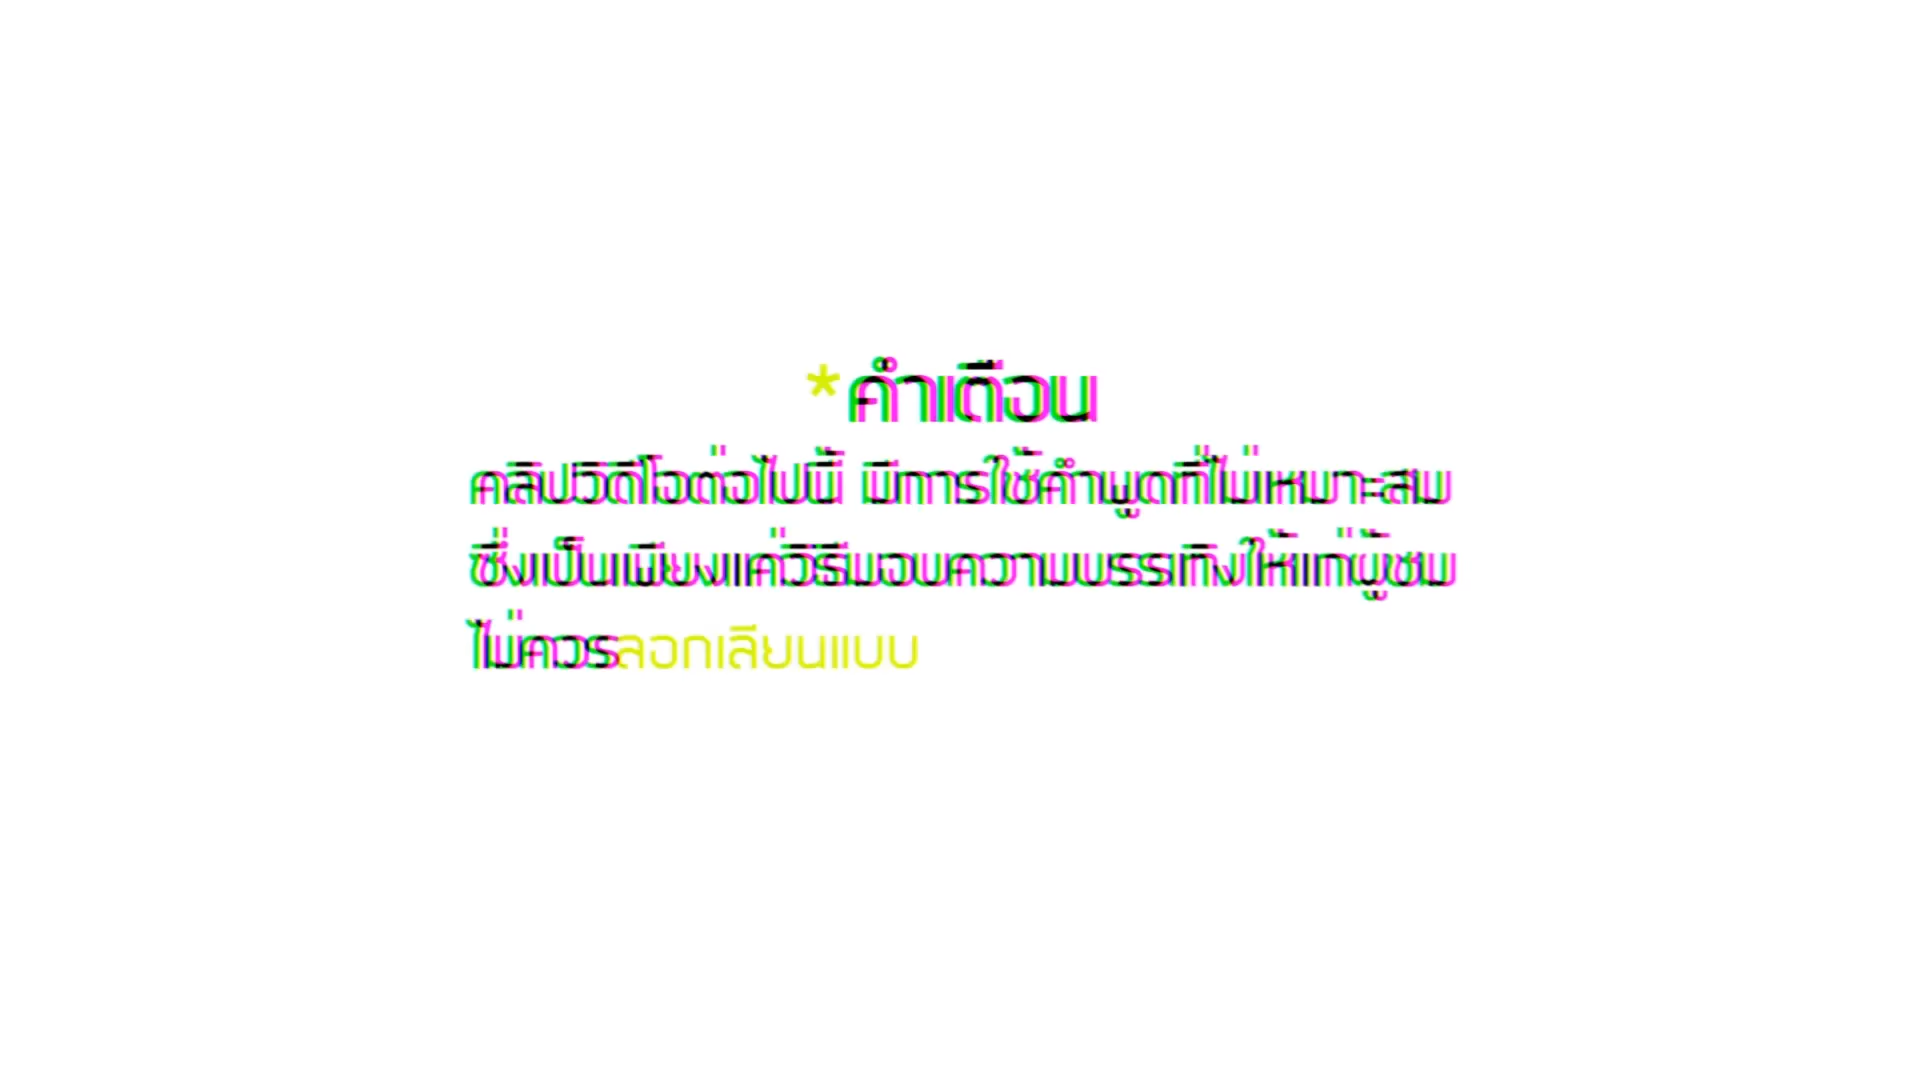 *คำเตือน
คลิปวิดีโอต่อไปนี้ มีการใช้คำพูดที่ไม่เหมาะสม
ซึ่งเป็นเพียงแค่วิธีมอบความบรรเทิงให้แก่ผู้ชม
ไม่ควรลอกเลียนแบบ